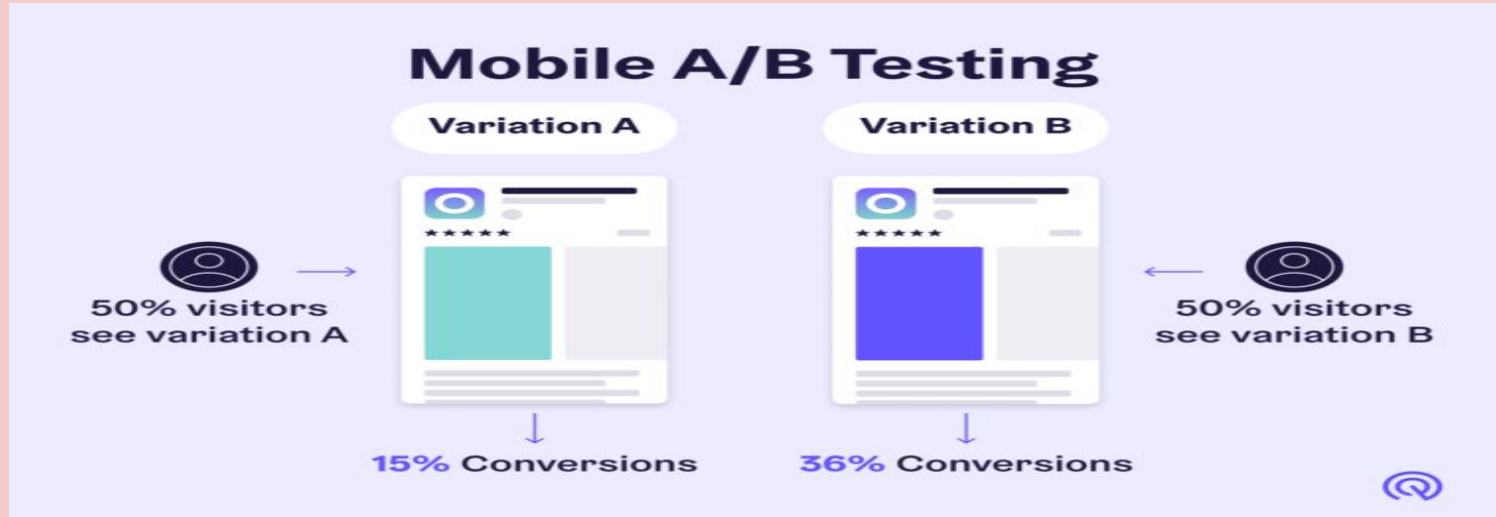 Mobile A/B Testing
Variation A
Variation B
50% visitors
see variation A
50% visitors
see variation B
15% Conversions
36% Conversions